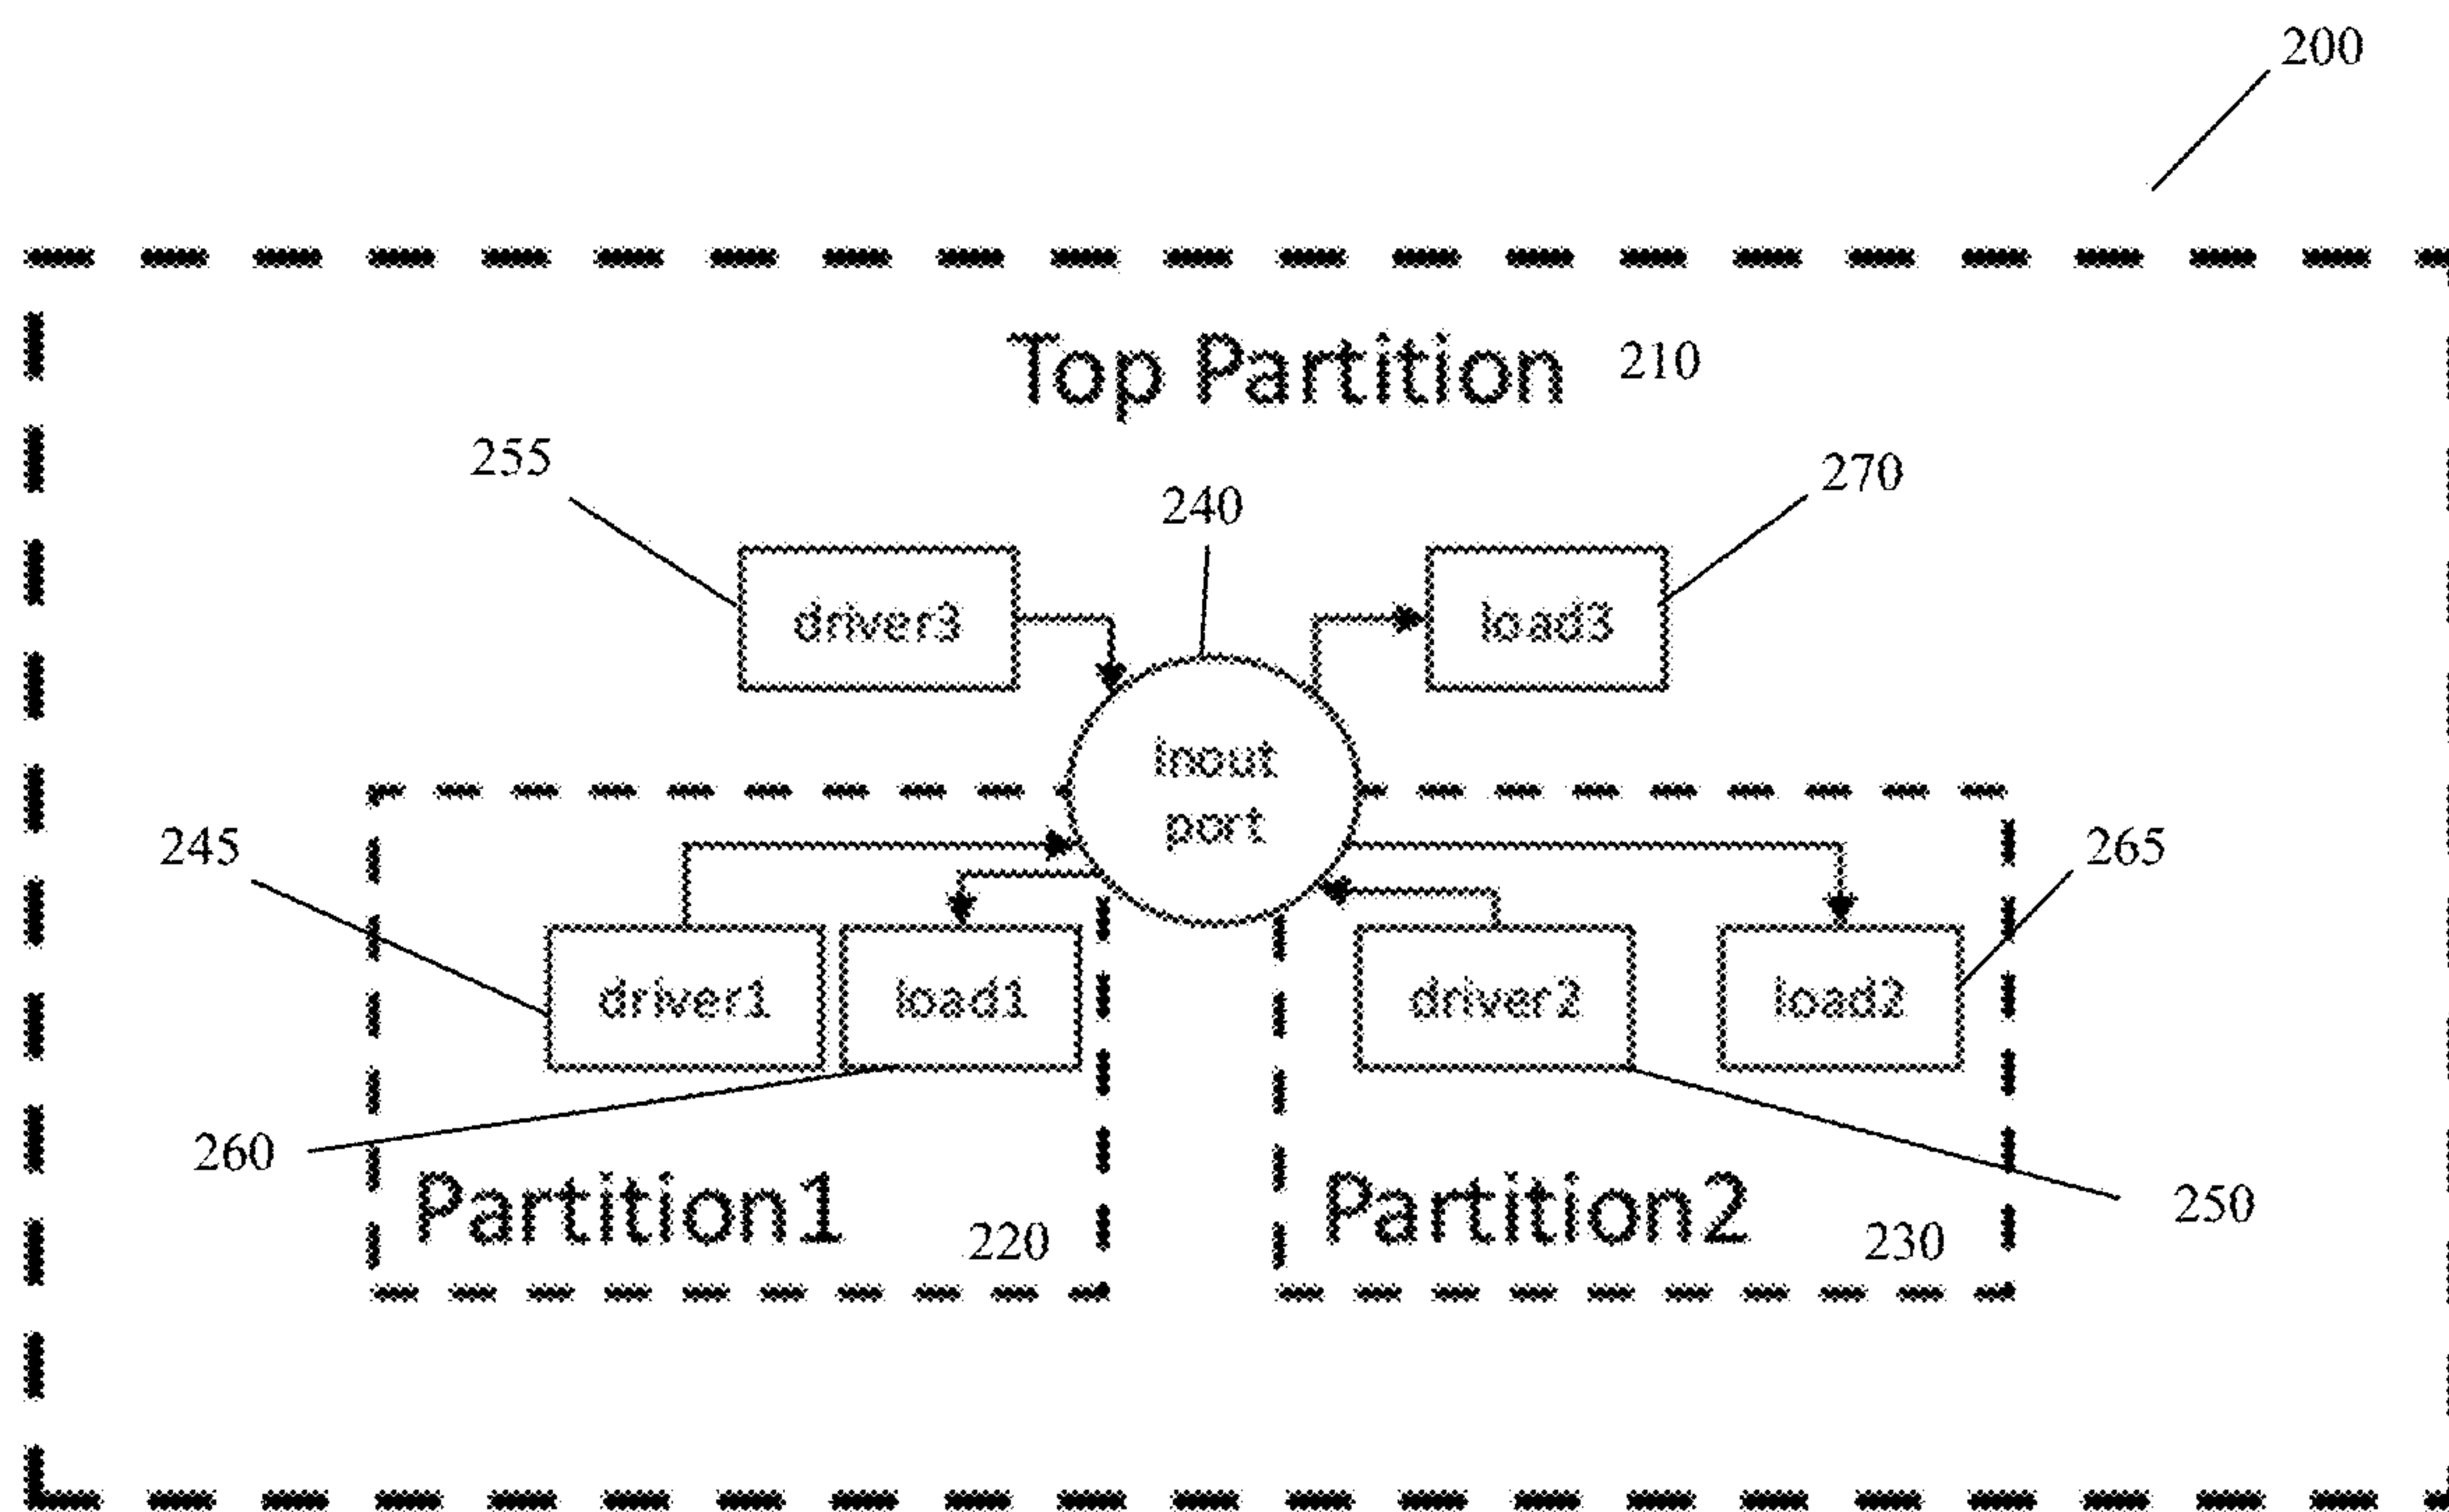 200
Top Partition 210
255
240
270
driver3
load3
inout
port
245
265
driver1
load1
driver2
load2
260
Partition1
220
Partition2
230
250